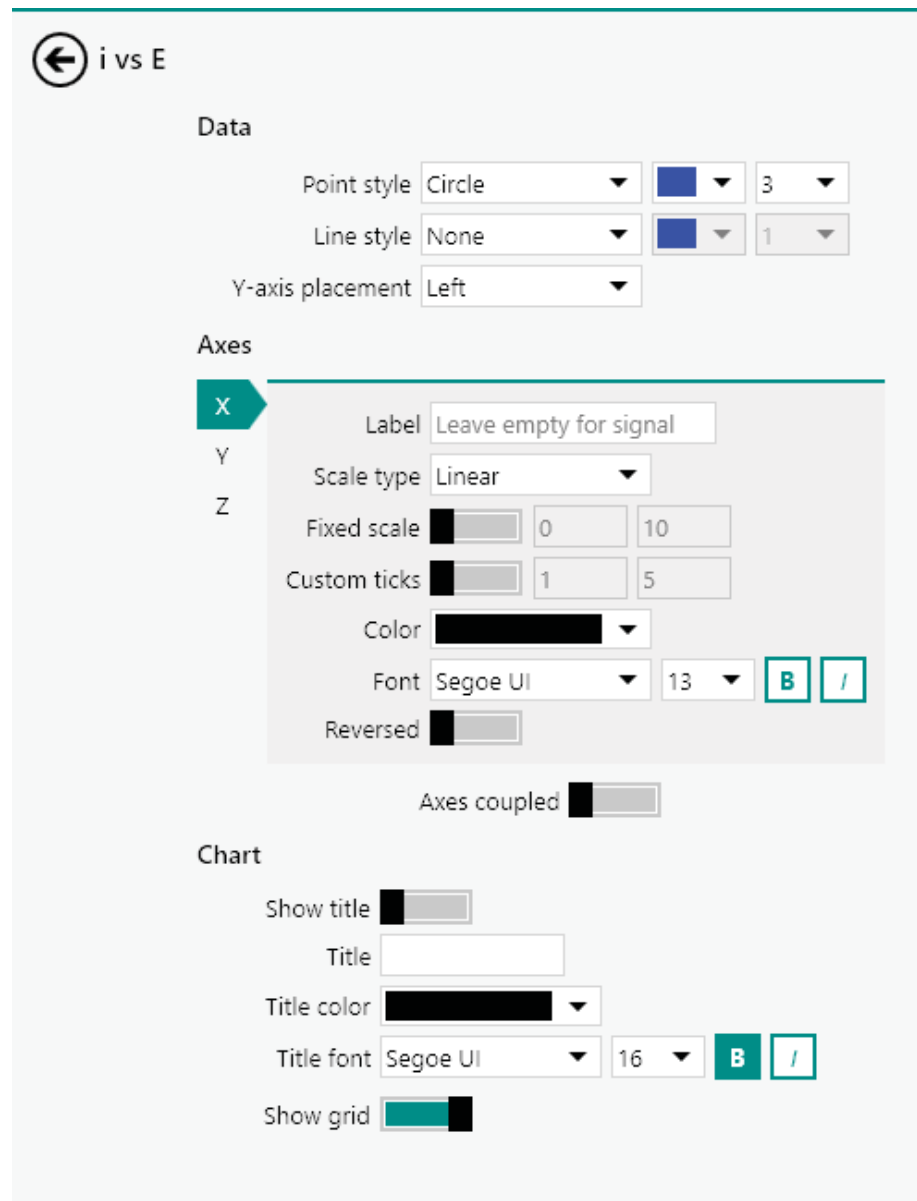 i vs E
Data
Point style Circle 3
Line style None 1
Y-axis placement Left
Axes
X
Label Leave empty for signal
Y
Scale type Linear
Z
Fixed scale 0 10
Custom ticks 1 5
Color
Font Segoe UI 13 B I
Reversed
Axes coupled
Chart
Show title
Title
Title color
Title font Segoe UI 16 B I
Show grid